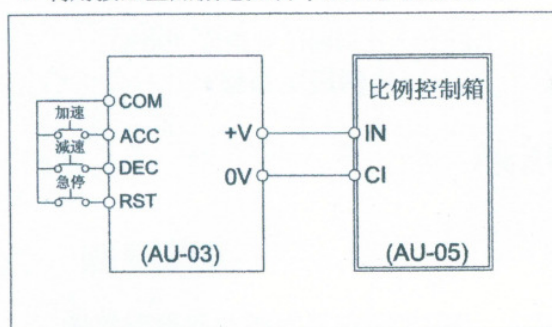 COM
加速
ACC
減速
DEC
急停
RST
+V
0V
(AU-03)
比例控制箱
IN
CI
(AU-05)